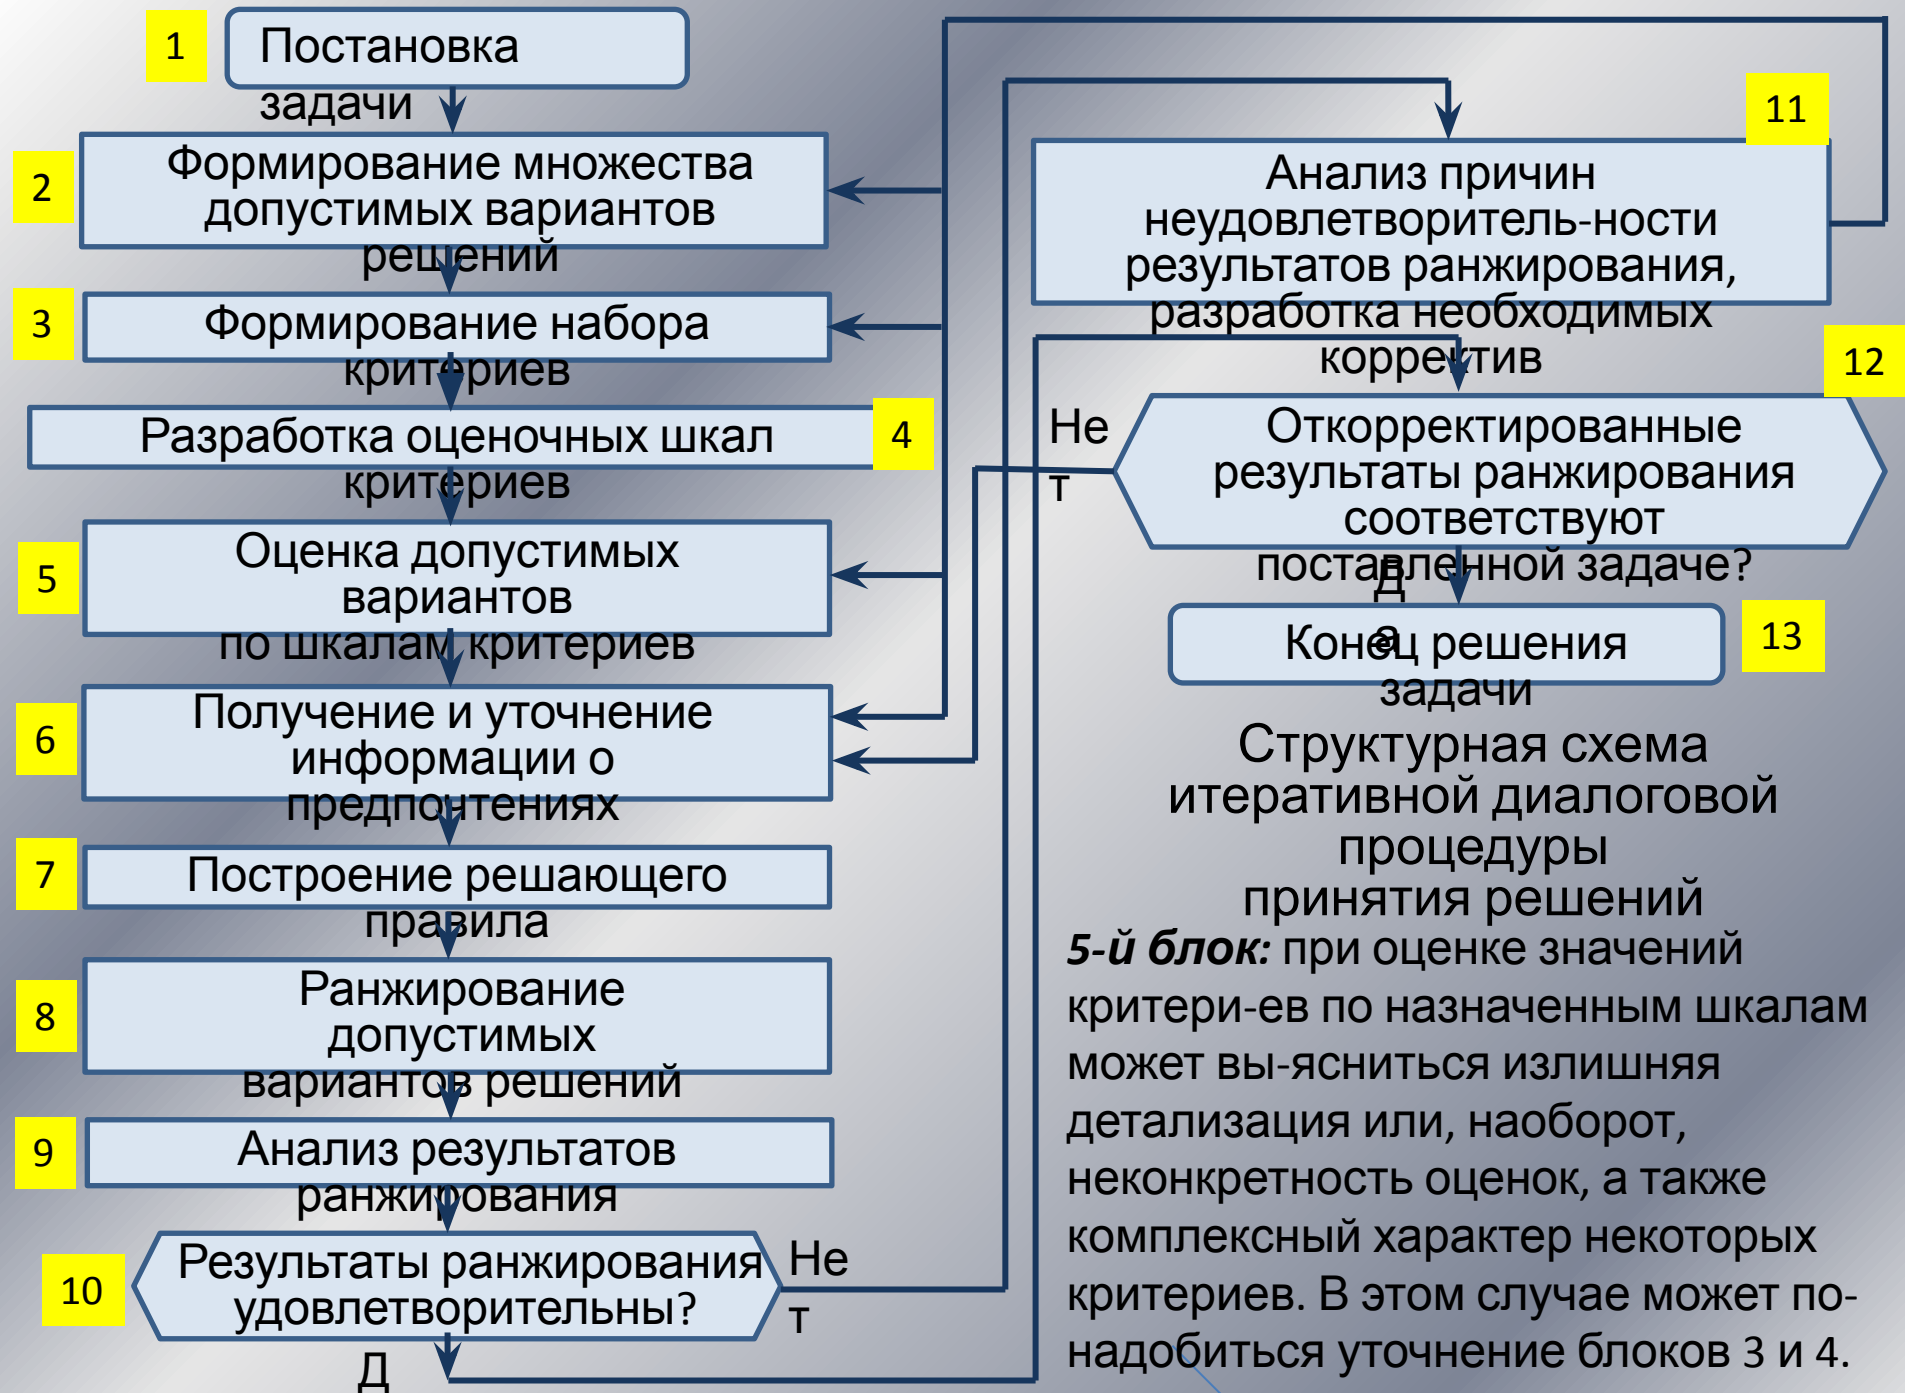 1
Постановка
задачи
2
Формирование множества
допустимых вариантов
решений
3
Формирование набора
критериев
Разработка оценочных шкал
критериев
4
5
Оценка допустимых
вариантов
по шкалам критериев
6
Получение и уточнение
информации о
предпочтениях
7
Построение решающего
правила
8
Ранжирование
допустимых
вариантов решений
9
Анализ результатов
ранжирования
10
Результаты ранжирования
удовлетворительны?
Не
т
Д
11
Анализ причин
неудовлетворитель-ности
результатов ранжирования,
разработка необходимых
корректив
12
Не
т
Откорректированные
результаты ранжирования
соответствуют
поставленной задаче?
Д
а
Конец решения
задачи
13
Структурная схема
итеративной диалоговой
процедуры
принятия решений
5-й блок: при оценке значений
критери-ев по назначенным шкалам
может вы-ясниться излишняя
детализация или, наоборот,
неконкретность оценок, а также
комплексный характер некоторых
критериев. В этом случае может по-
надобиться уточнение блоков 3 и 4.